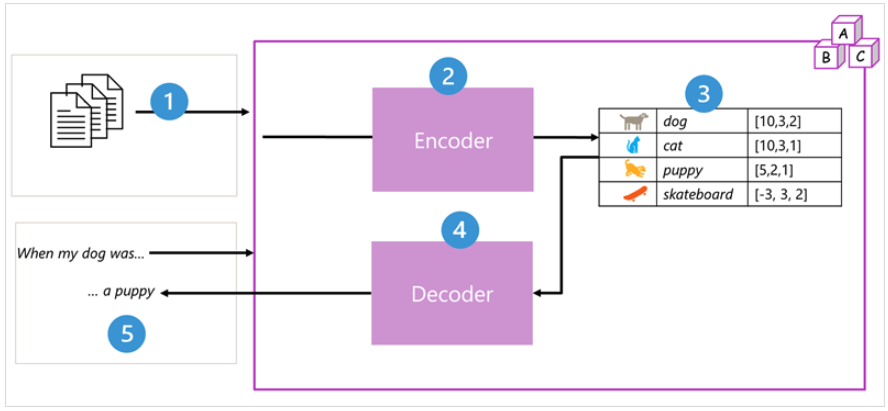 A
B C
1
2
Encoder
3
dog [10,3,2]
cat [10,3,1]
puppy [5,2,1]
skateboard [-3, 3, 2]
4
Decoder
When my dog was...
... a puppy
5